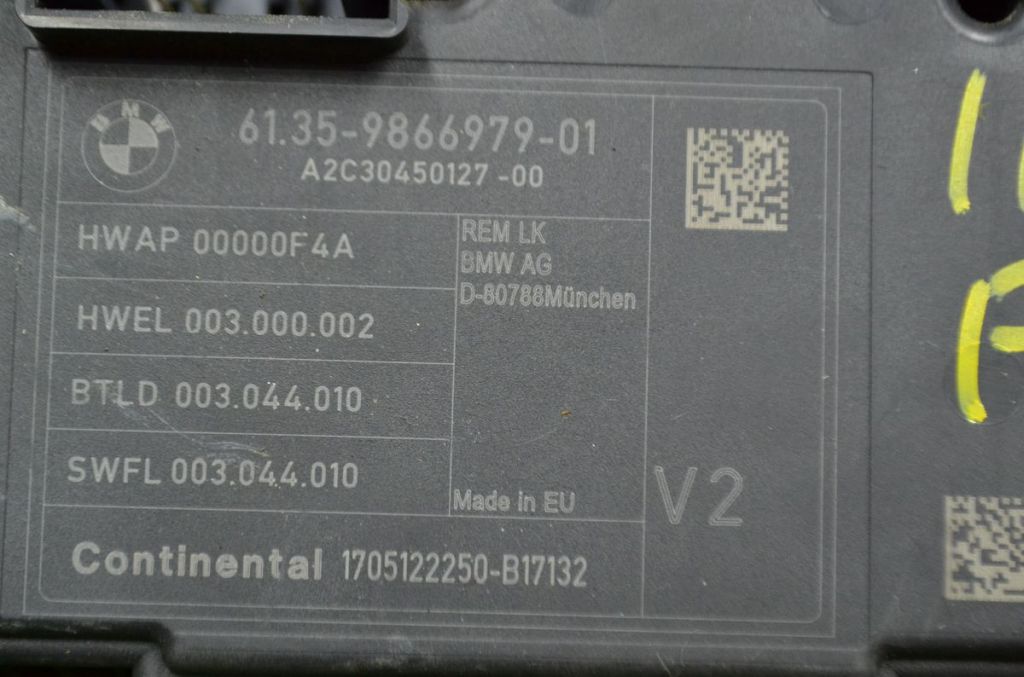 BMW
61.35-9866979-01
A2C30450127-00
HWAP 00000F4A
HWEL 003.000.002
BTLD 003.044.010
SWFL 003.044.010
REM LK
BMW AG
D-80788München
Made in EU
V2
Continental 1705122250-B17132